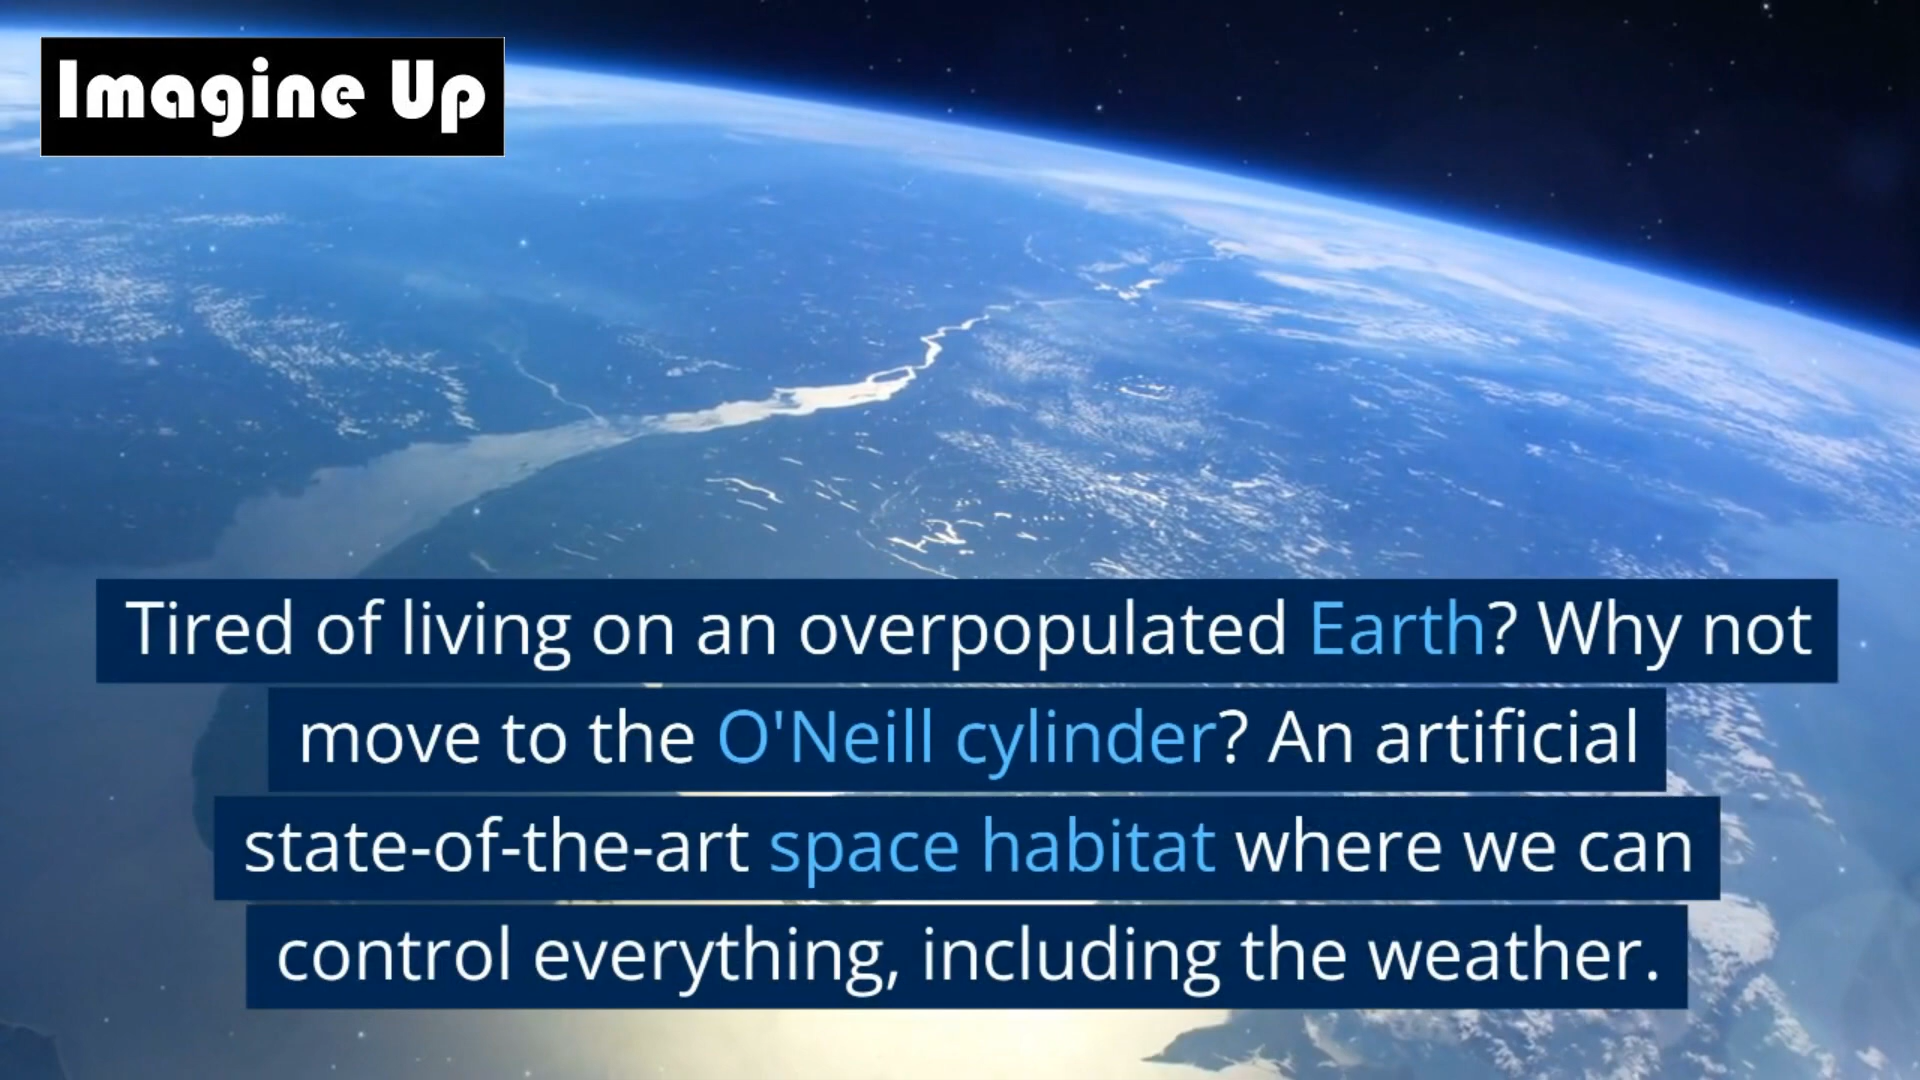 Imagine Up
Tired of living on an overpopulated Earth? Why not
move to the O'Neill cylinder? An artificial
state-of-the-art space habitat where we can
control everything, including the weather.